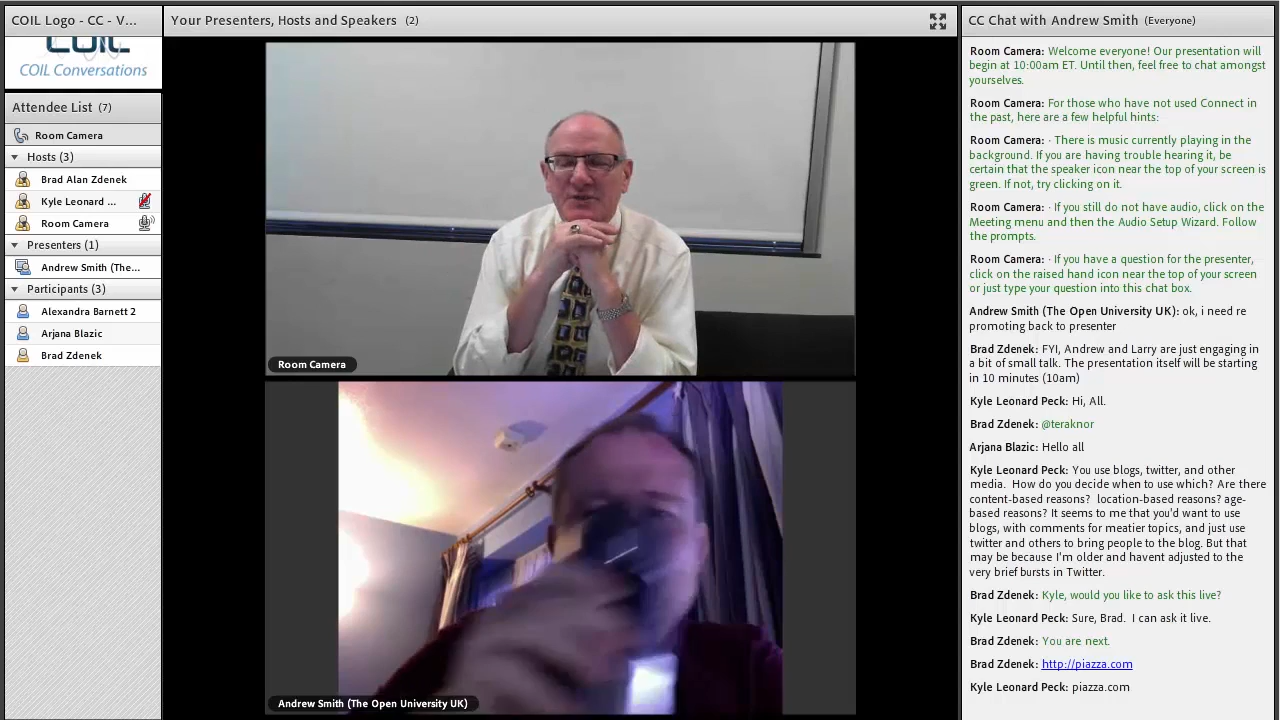 COIL Logo - CC - V...
COIL
COIL Conversations
Attendee List (7)
Room Camera
Hosts (3)
Brad Alan Zdenek
Kyle Leonard ...
Room Camera
Presenters (1)
Andrew Smith (The...
Participants (3)
Alexandra Barnett 2
Arjana Blazic
Brad Zdenek
Your Presenters, Hosts and Speakers (2)
Room Camera
Andrew Smith (The Open University UK)
CC Chat with Andrew Smith (Everyone)
Room Camera: Welcome everyone! Our presentation will
begin at 10:00am ET. Until then, feel free to chat amongst
yourselves.
Room Camera: For those who have not used Connect in
the past, here are a few helpful hints:
Room Camera: · There is music currently playing in the
background. If you are having trouble hearing it, be
certain that the speaker icon near the top of your screen is
green. If not, try clicking on it.
Room Camera: · If you still do not have audio, click on the
Meeting menu and then the Audio Setup Wizard. Follow
the prompts.
Room Camera: · If you have a question for the presenter,
click on the raised hand icon near the top of your screen
or just type your question into this chat box.
Andrew Smith (The Open University UK): ok, i need re
promoting back to presenter
Brad Zdenek: FYI, Andrew and Larry are just engaging in
a bit of small talk. The presentation itself will be starting
in 10 minutes (10am)
Kyle Leonard Peck: Hi, All.
Brad Zdenek: @teraknor
Arjana Blazic: Hello all
Kyle Leonard Peck: You use blogs, twitter, and other
media. How do you decide when to use which? Are there
content-based reasons? location-based reasons? age-
based reasons? It seems to me that you'd want to use
blogs, with comments for meatier topics, and just use
twitter and others to bring people to the blog. But that
may be because I'm older and havent adjusted to the
very brief bursts in Twitter.
Brad Zdenek: Kyle, would you like to ask this live?
Kyle Leonard Peck: Sure, Brad. I can ask it live.
Brad Zdenek: You are next.
Brad Zdenek: http://piazza.com
Kyle Leonard Peck: piazza.com